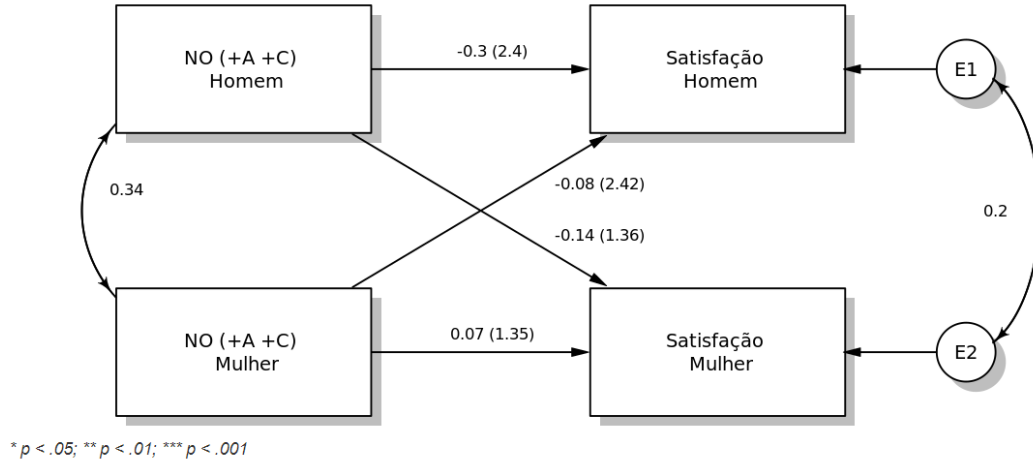 NO (+A +C)
Homem
-0.3 (2.4)
Satisfação
Homem
E1
0.34
-0.08 (2.42)
-0.14 (1.36)
0.2
NO (+A +C)
Mulher
0.07 (1.35)
Satisfação
Mulher
E2
* p < .05; ** p < .01; *** p < .001